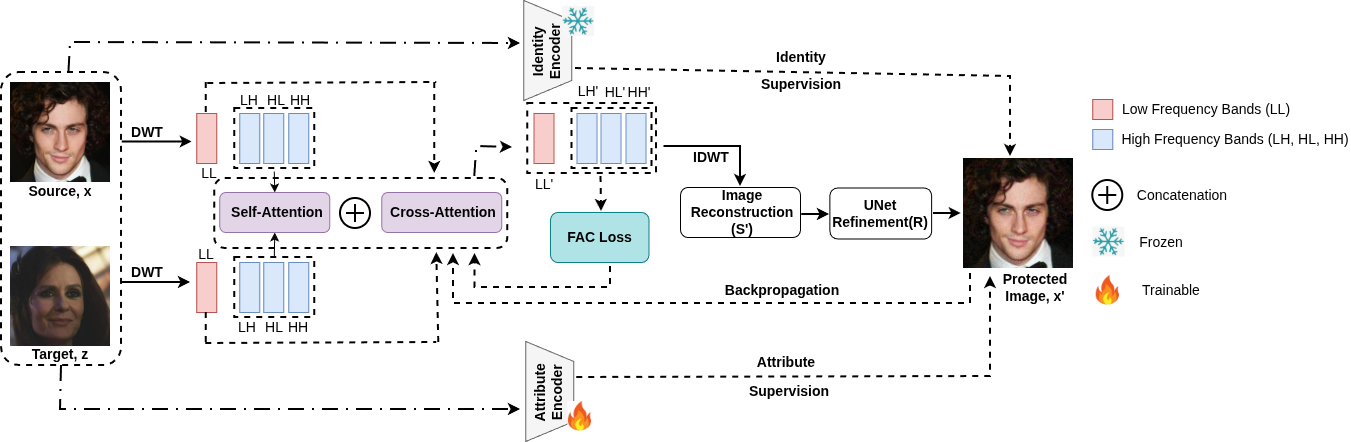 Identity
Encoder
Identity
Supervision
LH HL HH
LH' HL' HH'
DWT
Source, x
LL
LL'
IDWT
Self-Attention
Cross-Attention
FAC Loss
Image
Reconstruction
(S')
UNet
Refinement(R)
Low Frequency Bands (LL)
High Frequency Bands (LH, HL, HH)
Concatenation
Frozen
Trainable
LL
DWT
LH HL HH
Target, z
Backpropagation
Protected
Image, x'
Attribute
Encoder
Attribute
Supervision